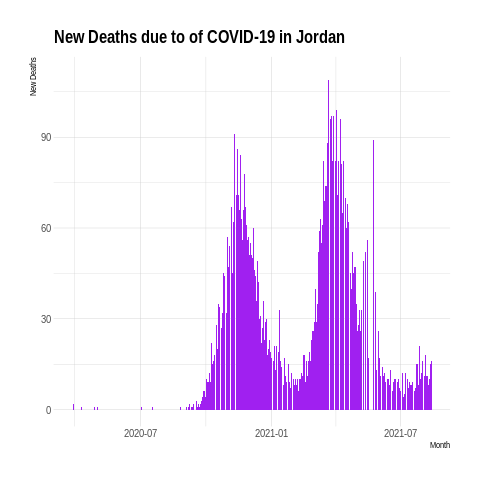 New Deaths due to of COVID-19 in Jordan
New Deaths
90
60
30
0
2020-07
2021-01
2021-07
Month